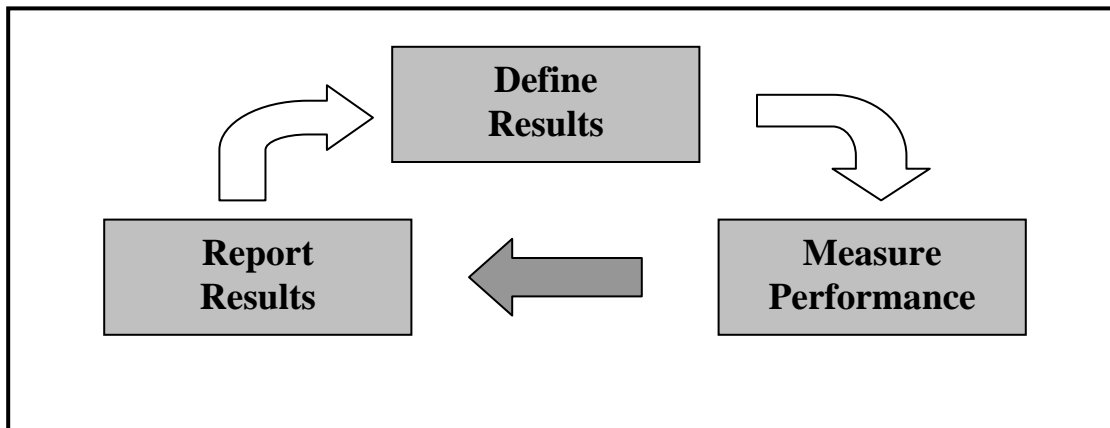 Define
Results
Report
Results
Measure
Performance